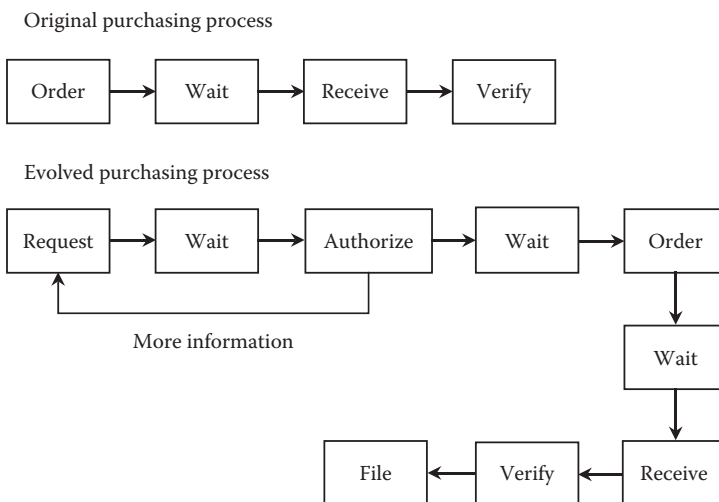 Original purchasing process
Order
Wait
Receive
Verify
Evolved purchasing process
Request
Wait
Authorize
Wait
Order
More information
Wait
File
Verify
Receive